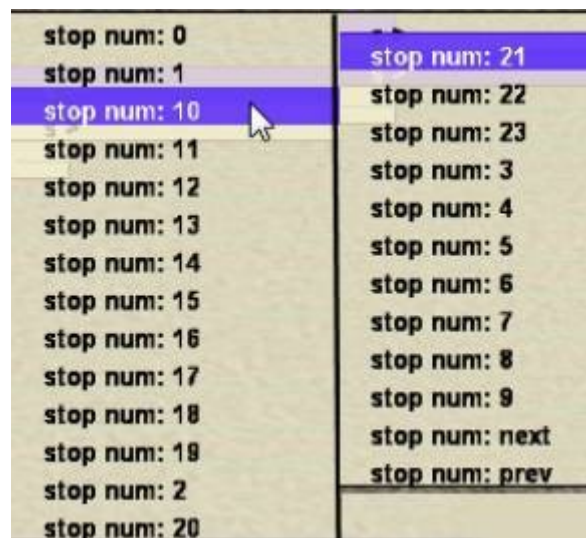 stop num: 0
stop num: 1
stop num: 10
stop num: 11
stop num: 12
stop num: 13
stop num: 14
stop num: 15
stop num: 16
stop num: 17
stop num: 18
stop num: 19
stop num: 2
stop num: 20
stop num: 21
stop num: 22
stop num: 23
stop num: 3
stop num: 4
stop num: 5
stop num: 6
stop num: 7
stop num: 8
stop num: 9
stop num: next
stop num: prev